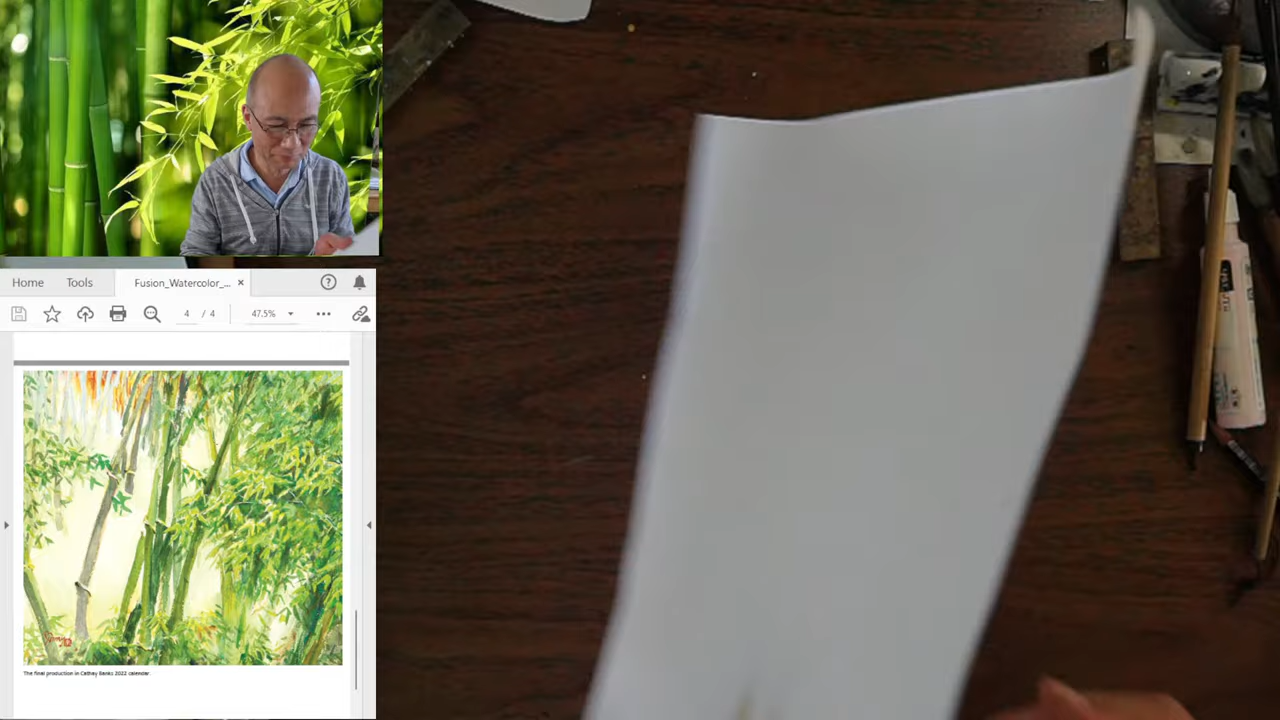 Home Tools Fusion_Watercolor_... ×
4 / 4 47.5%
The final production in Cathay Banks 2022 calendar.